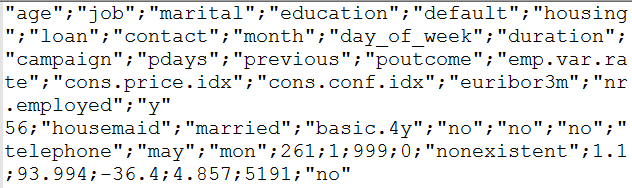 "age";"job";"marital";"education";"default";"housing
";"loan";"contact";"month";"day_of_week";"duration";
"campaign";"pdays";"previous";"poutcome";"emp.var.ra
te";"cons.price.idx";"cons.conf.idx";"euribor3m";"nr
.employed";"y"
56;"housemaid";"married";"basic.4y";"no";"no";"no";"
telephone";"may";"mon";261;1;999;0;"nonexistent";1.1
;93.994;-36.4;4.857;5191;"no"